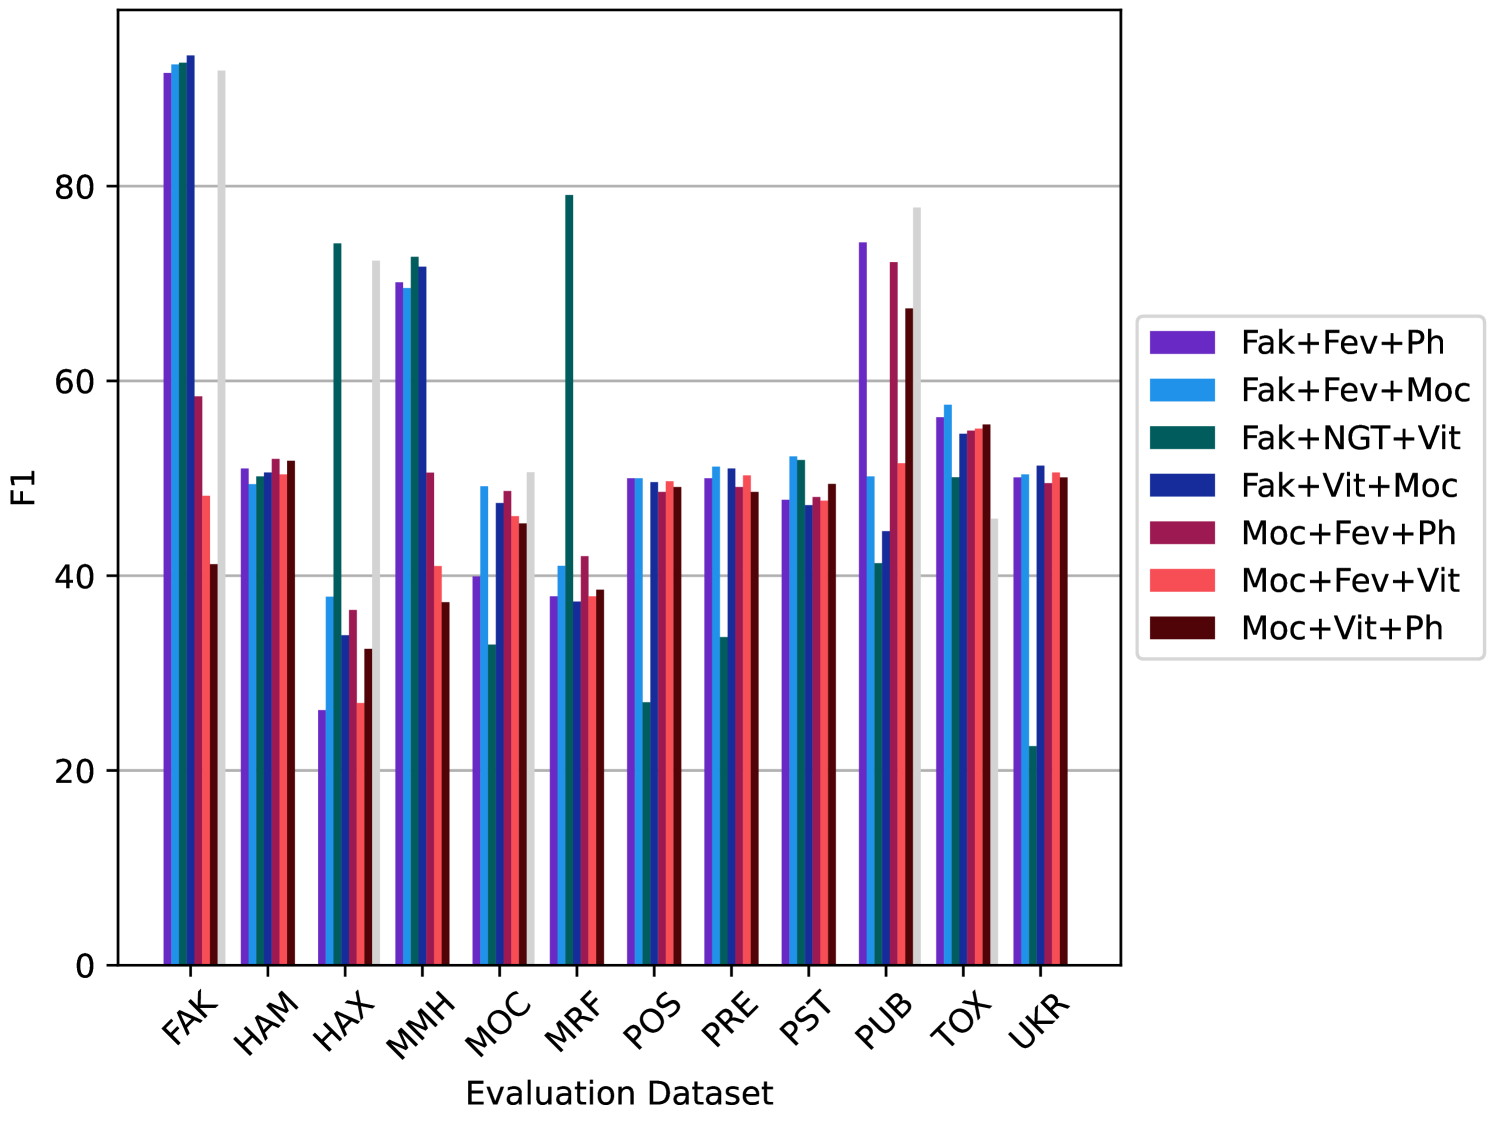 80
60
40
20
0
F1
FAK
HAM
HAX
MMH
MOC
MRF
POS
PRE
PST
PUB
TOX
UKR
Evaluation Dataset
Fak+Fev+Ph
Fak+Fev+Moc
Fak+NGT+Vit
Fak+Vit+Moc
Moc+Fev+Ph
Moc+Fev+Vit
Moc+Vit+Ph